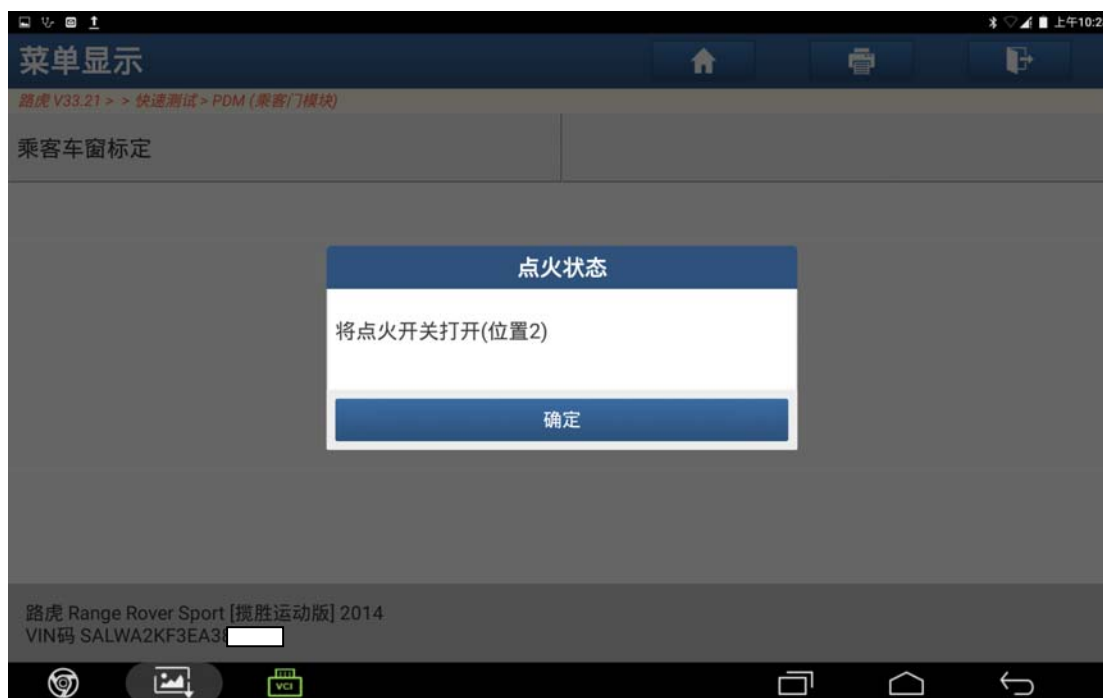 上午10:2
菜单显示
路虎 V33.21 > > 快速测试 > PDM (乘客门模块)
乘客车窗标定
点火状态
将点火开关打开(位置2)
确定
路虎 Range Rover Sport [揽胜运动版] 2014
VIN码 SALWA2KF3EA3
VCI